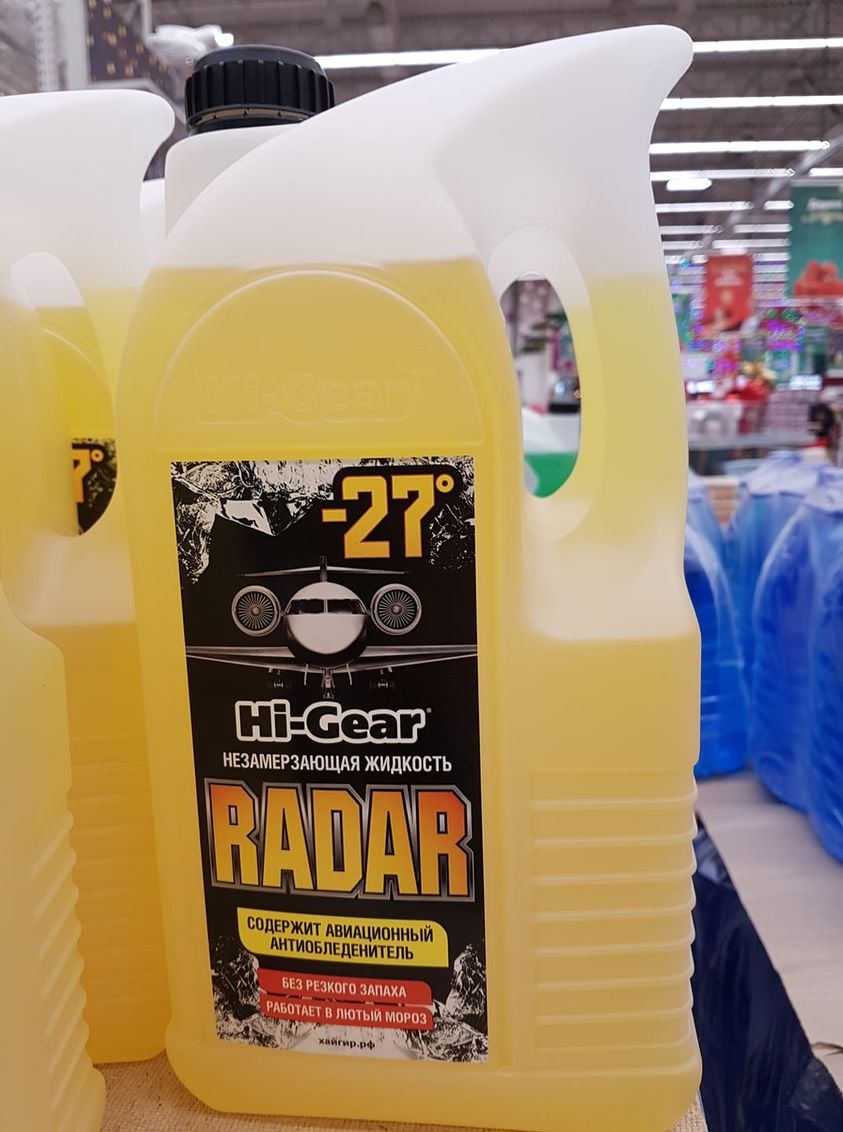 Hi-Gear
7°
-27°
Hi-Gear
НЕЗАМЕРЗАЮЩАЯ ЖИДКОСТЬ
RADAR
СОДЕРЖИТ АВИАЦИОННЫЙ
АНТИОБЛЕДЕНИТЕЛЬ
БЕЗ РЕЗКОГО ЗАПАХА
РАБОТАЕТ В ЛЮТЫЙ МОРОЗ
хайгир.рф